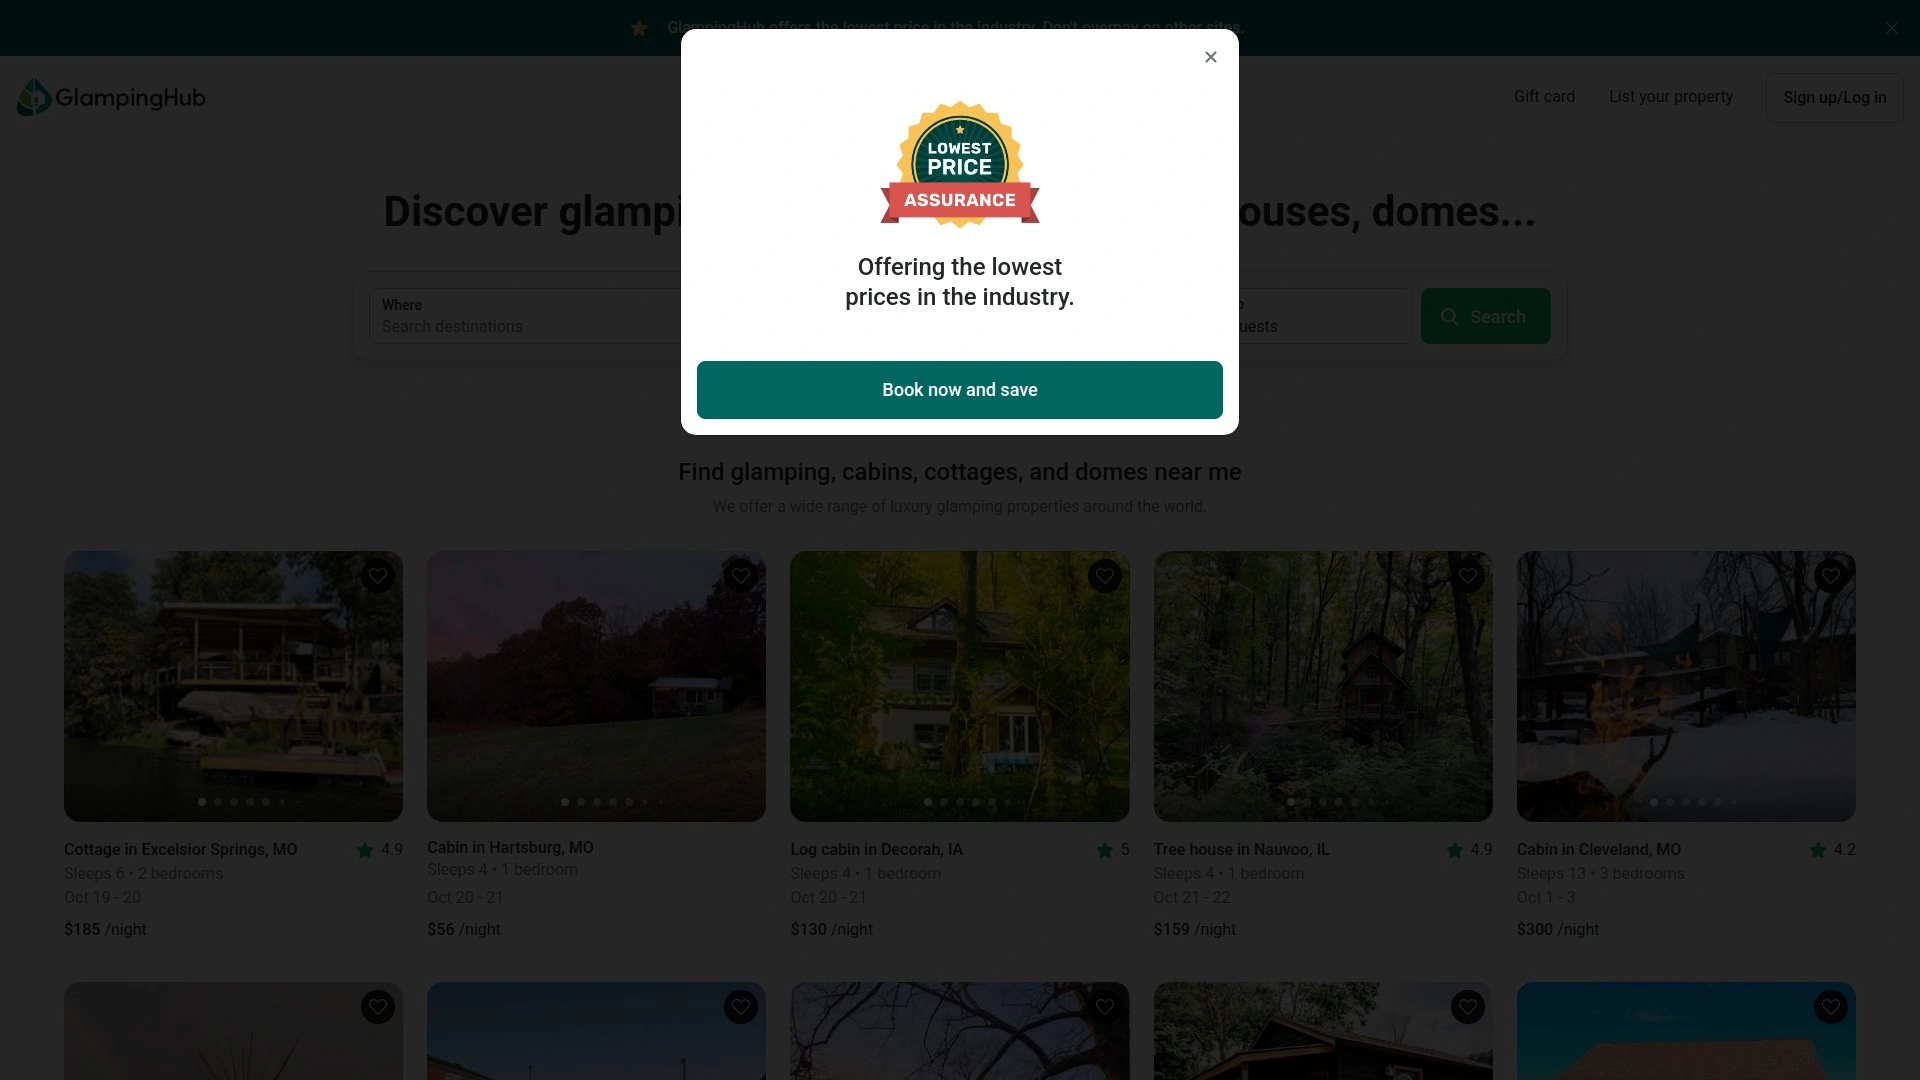 GlampingHub offers the lowest price in the industry. Don't overpay on other sites.
GlampingHub
Gift card
List your property
Sign up/Log in
LOWEST
PRICE
ASSURANCE
Offering the lowest
prices in the industry.
Book now and save
Discover glampi
ouses, domes...
Where
Search destinations
uests
Search
Find glamping, cabins, cottages, and domes near me
We offer a wide range of luxury glamping properties around the world.
Cottage in Excelsior Springs, MO 4.9
Sleeps 6 • 2 bedrooms
Oct 19 - 20
$185 /night
Cabin in Hartsburg, MO
Sleeps 4 • 1 bedroom
Oct 20 - 21
$56 /night
Log cabin in Decorah, IA 5
Sleeps 4 • 1 bedroom
Oct 20 - 21
$130 /night
Tree house in Nauvoo, IL 4.9
Sleeps 4 • 1 bedroom
Oct 21 - 22
$159 /night
Cabin in Cleveland, MO 4.2
Sleeps 13 • 3 bedrooms
Oct 1 - 3
$300 /night